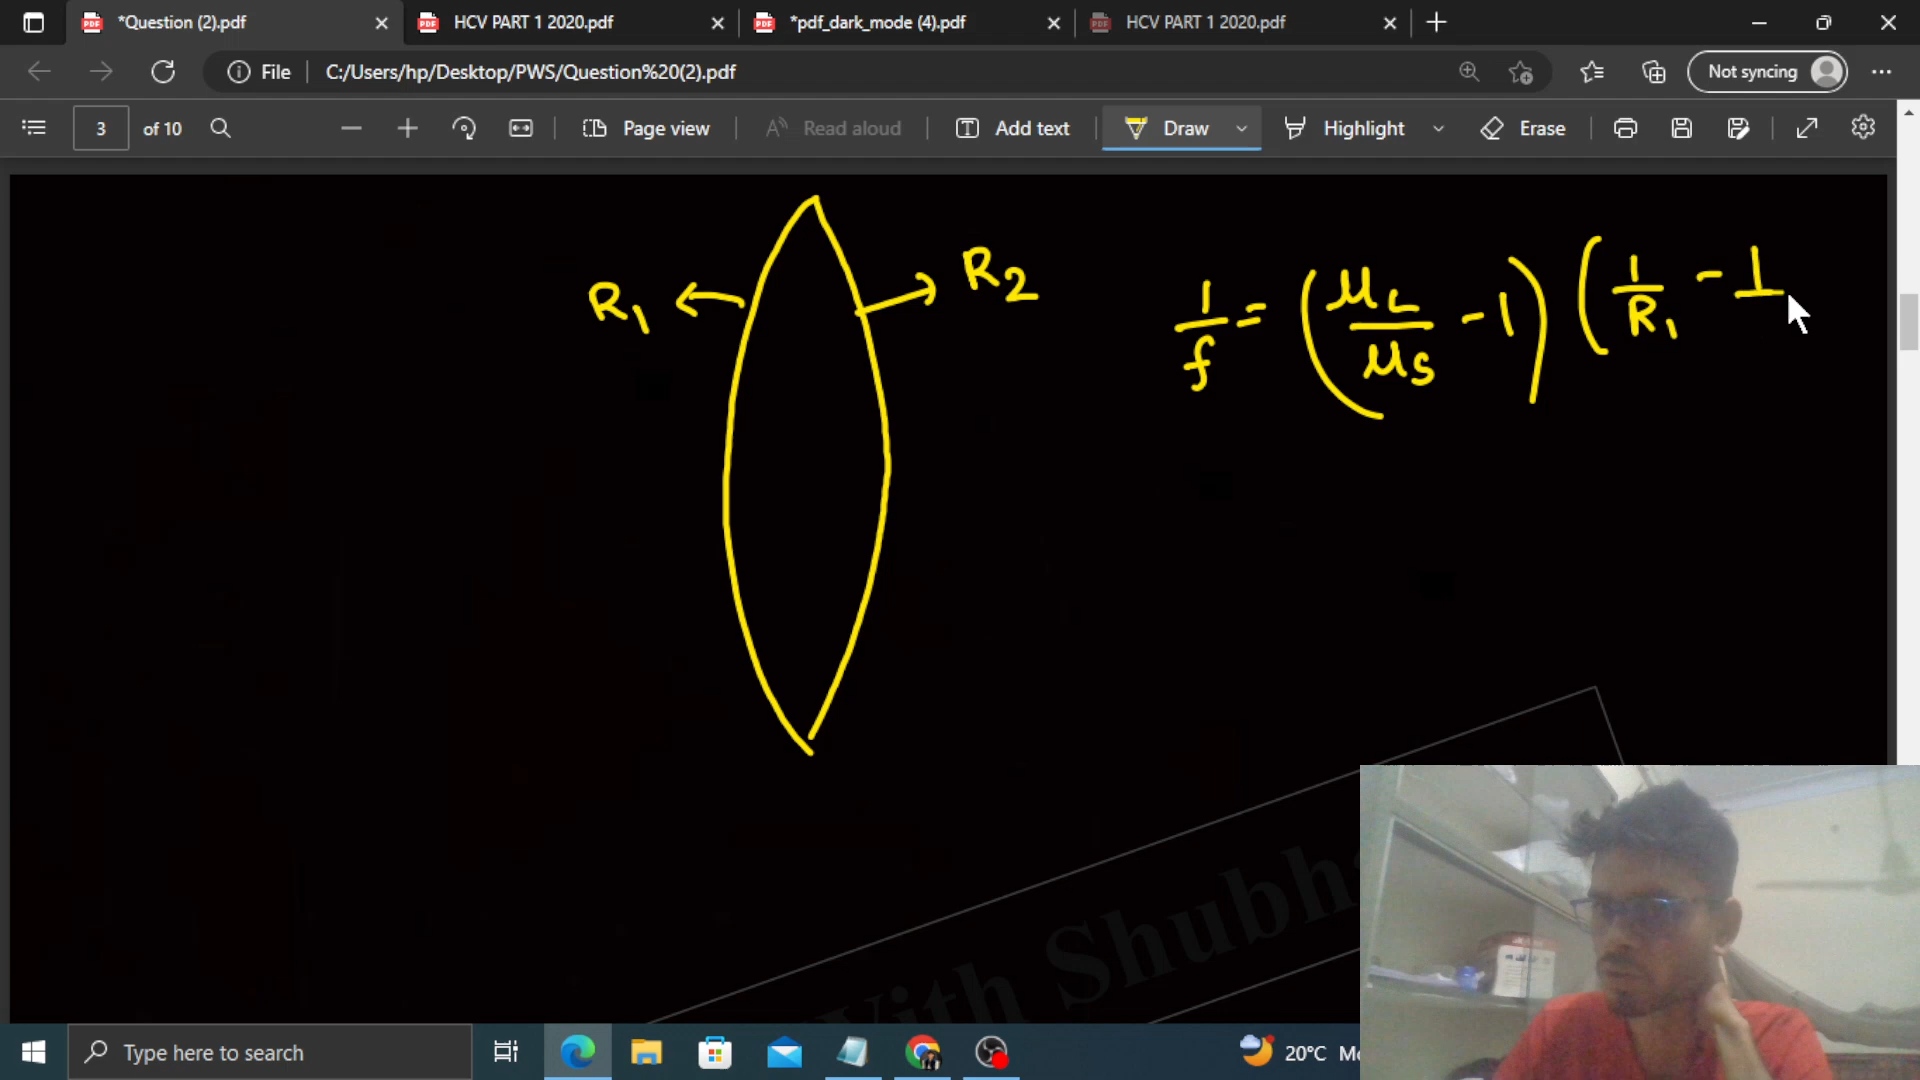 *Question (2).pdf
HCV PART 1 2020.pdf
*pdf_dark_mode (4).pdf
HCV PART 1 2020.pdf
File
C:/Users/hp/Desktop/PWS/Question%20(2).pdf
Not syncing
3 of 10
Page view
Read aloud
Add text
Draw
Highlight
Erase
R₁ R₂
1/f = (μL/μS - 1) (1/R₁ - 1
With Shubha
Type here to search
20°C